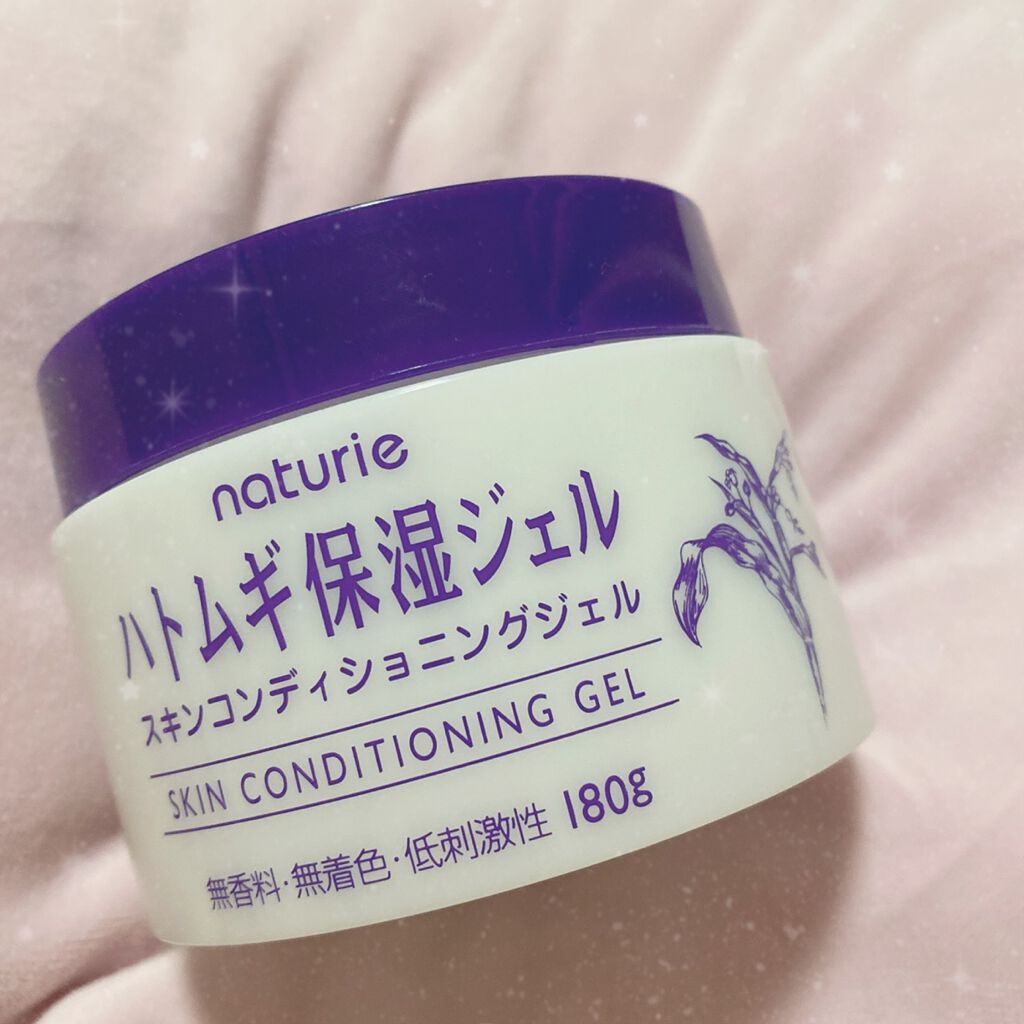 naturie
ハトムギ保湿ジェル
スキンコンディショニングジェル
SKIN CONDITIONING GEL
無香料・無着色・低刺激性 180g